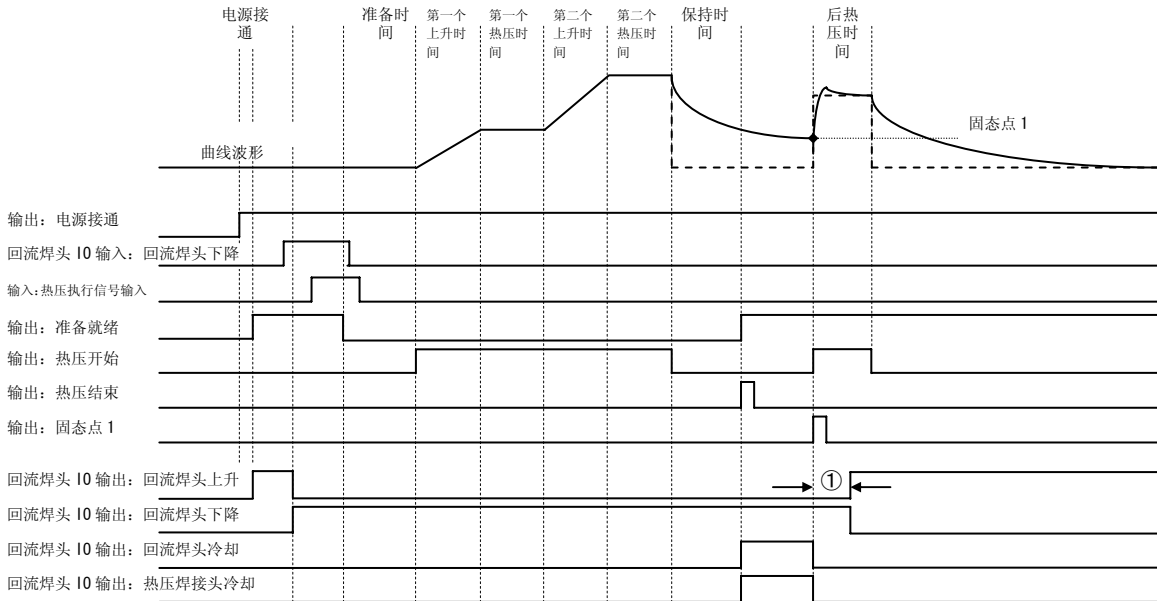 电源接
通
准备时
间
第一个
上升时
间
第一个
热压时
间
第二个
上升时
间
第二个
热压时
间
保持时
间
后热
压时间
固态点 1
曲线波形
输出：电源接通
回流焊头 IO 输入：回流焊头下降
输入：热压执行信号输入
输出：准备就绪
输出：热压开始
输出：热压结束
输出：固态点 1
回流焊头 IO 输出：回流焊头上升
①
回流焊头 IO 输出：回流焊头下降
回流焊头 IO 输出：回流焊头冷却
回流焊头 IO 输出：热压焊接头冷却